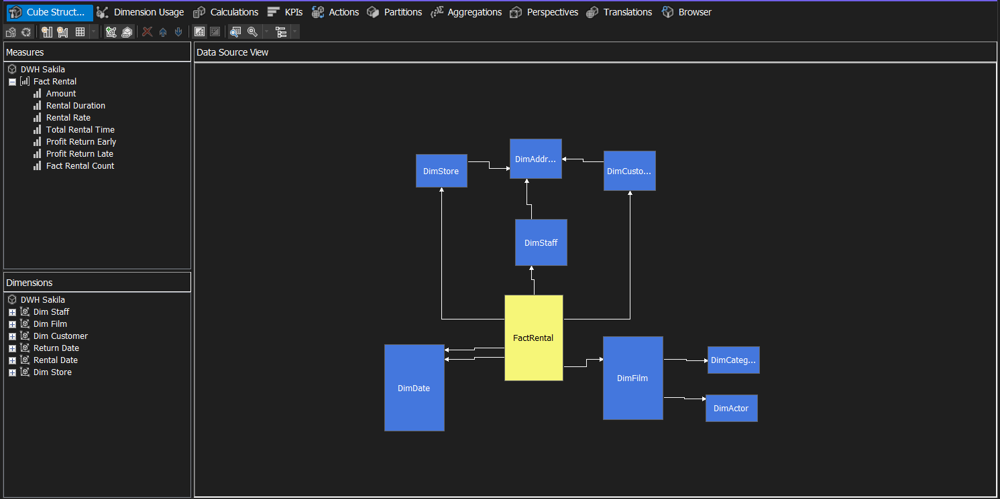 Cube Struct... Dimension Usage Calculations KPIs Actions Partitions Aggregations Perspectives Translations Browser
Measures
DWH Sakila
Fact Rental
Amount
Rental Duration
Rental Rate
Total Rental Time
Profit Return Early
Profit Return Late
Fact Rental Count
Dimensions
DWH Sakila
Dim Staff
Dim Film
Dim Customer
Return Date
Rental Date
Dim Store
Data Source View
DimAddr...
DimStore
DimCusto...
DimStaff
FactRental
DimDate
DimFilm
DimCateg...
DimActor